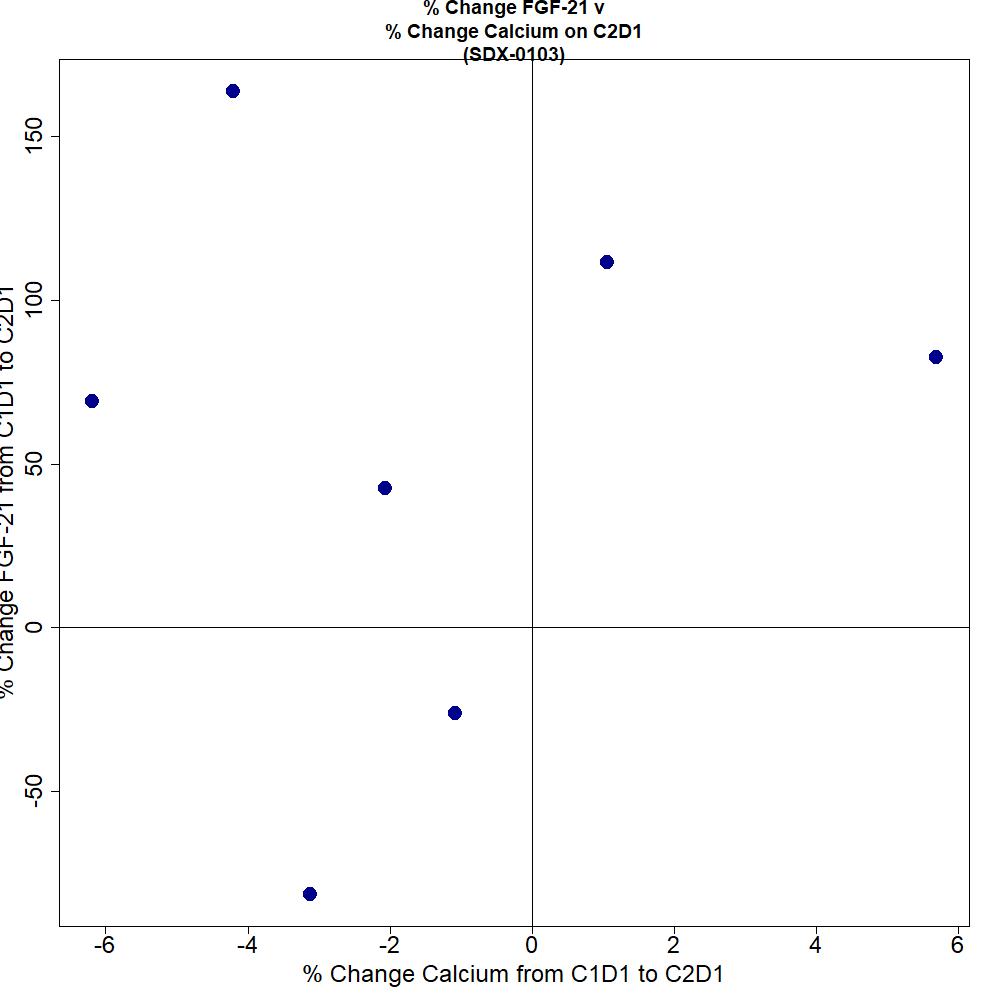 % Change FGF-21 v
% Change Calcium on C2D1
(SDX-0103)
% Change FGF-21 from C1D1 to C2D1
150
100
50
0
-50
-6 -4 -2 0 2 4 6
% Change Calcium from C1D1 to C2D1